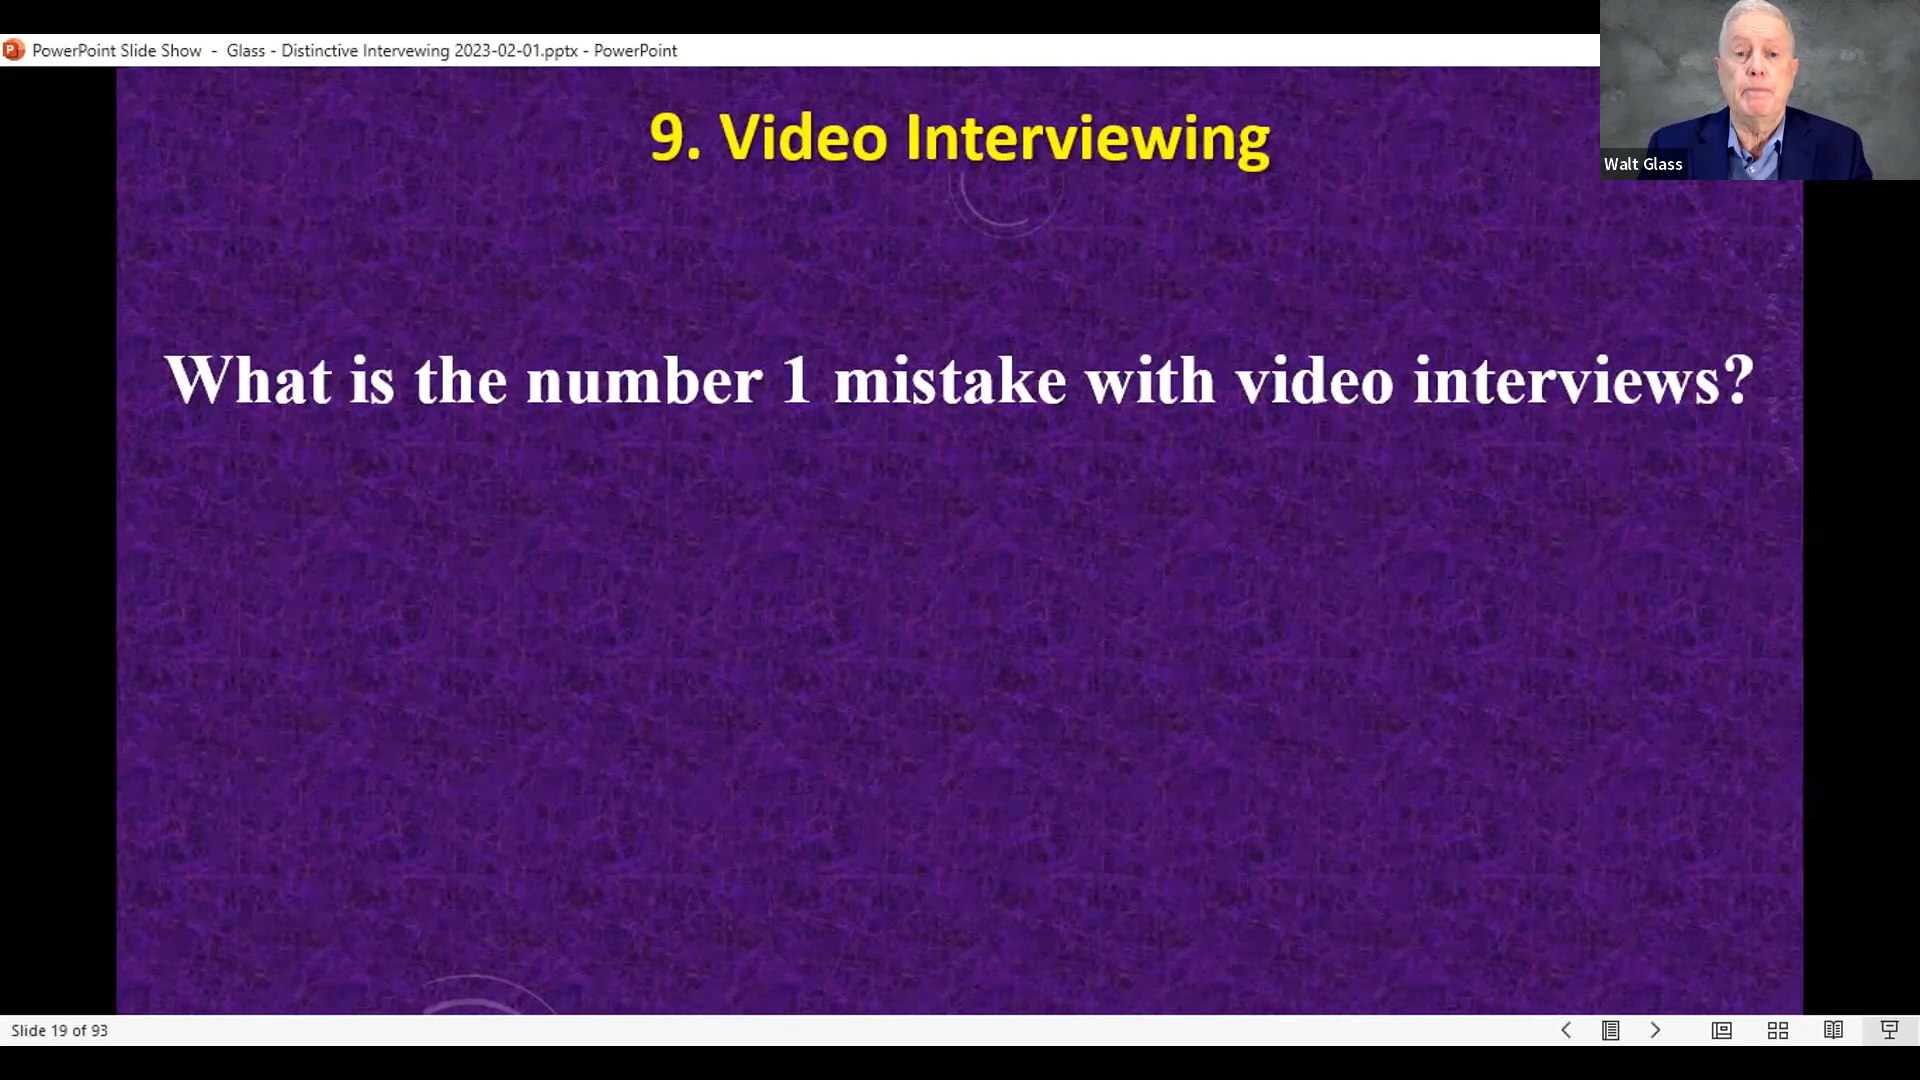 PowerPoint Slide Show - Glass - Distinctive Intervewing 2023-02-01.pptx - PowerPoint
9. Video Interviewing
Walt Glass
What is the number 1 mistake with video interviews?
Slide 19 of 93